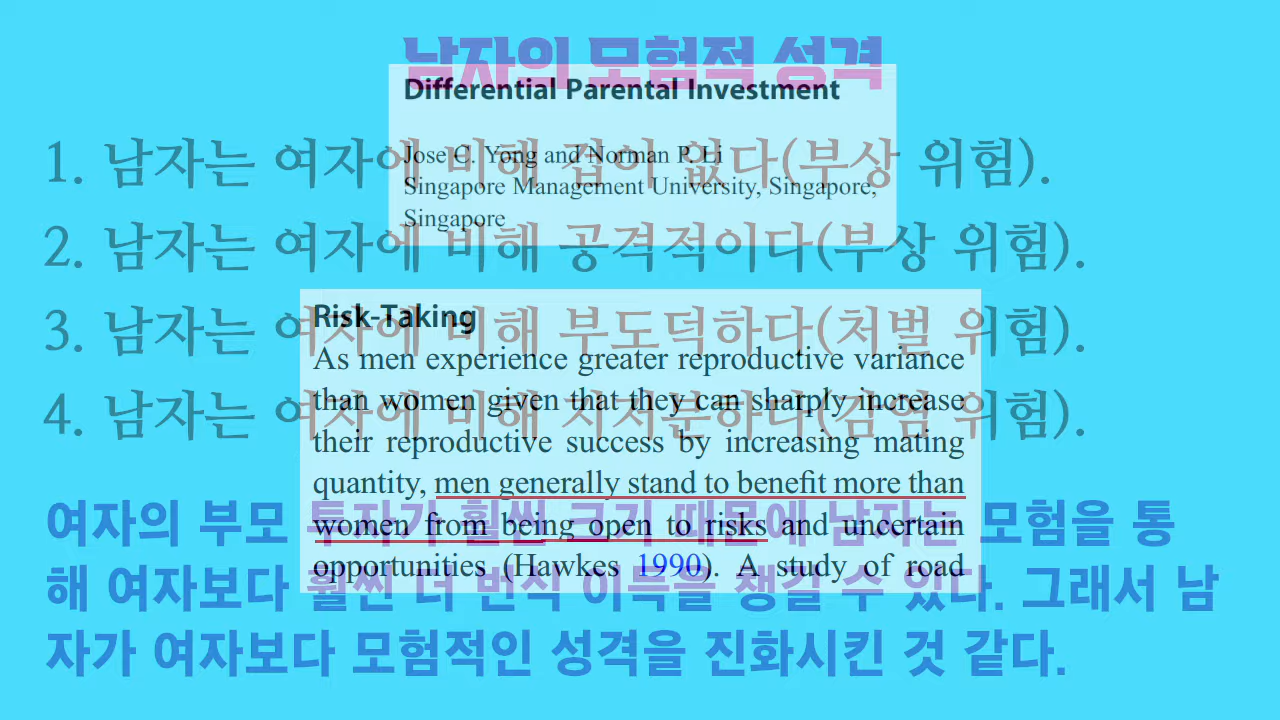 남자의 모험적 성격
Differential Parental Investment
1. 남자는 여자에 비해 겁이 없다(부상 위험).
Jose C. Yong and Norman P. Li
Singapore Management University, Singapore,
Singapore
2. 남자는 여자에 비해 공격적이다(부상 위험).
Risk-Taking
3. 남자는 여자에 비해 부도덕하다(처벌 위험).
As men experience greater reproductive variance
than women given that they can sharply increase
4. 남자는 여자에 비해 지저분하다(감염 위험).
their reproductive success by increasing mating
quantity, men generally stand to benefit more than
women from being open to risks and uncertain
opportunities (Hawkes 1990). A study of road
여자의 부모 투자가 훨씬 크기 때문에 남자는 모험을 통
해 여자보다 훨씬 더 번식 이득을 챙길 수 있다. 그래서 남
자가 여자보다 모험적인 성격을 진화시킨 것 같다.